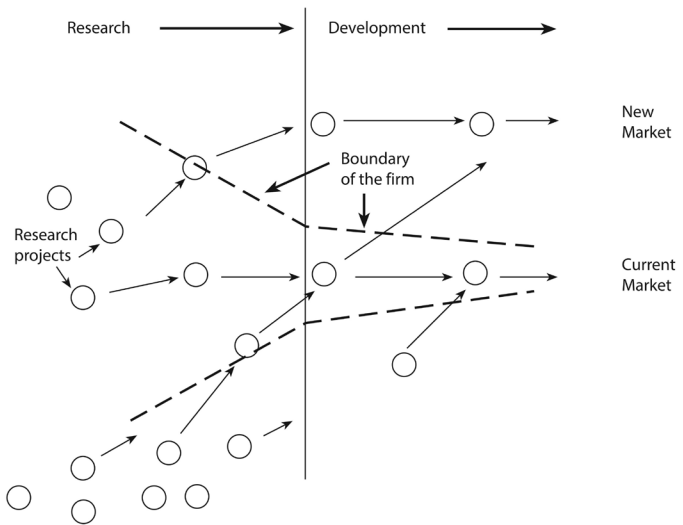 Research
Development
New
Market
Boundary
of the firm
Research
projects
Current
Market